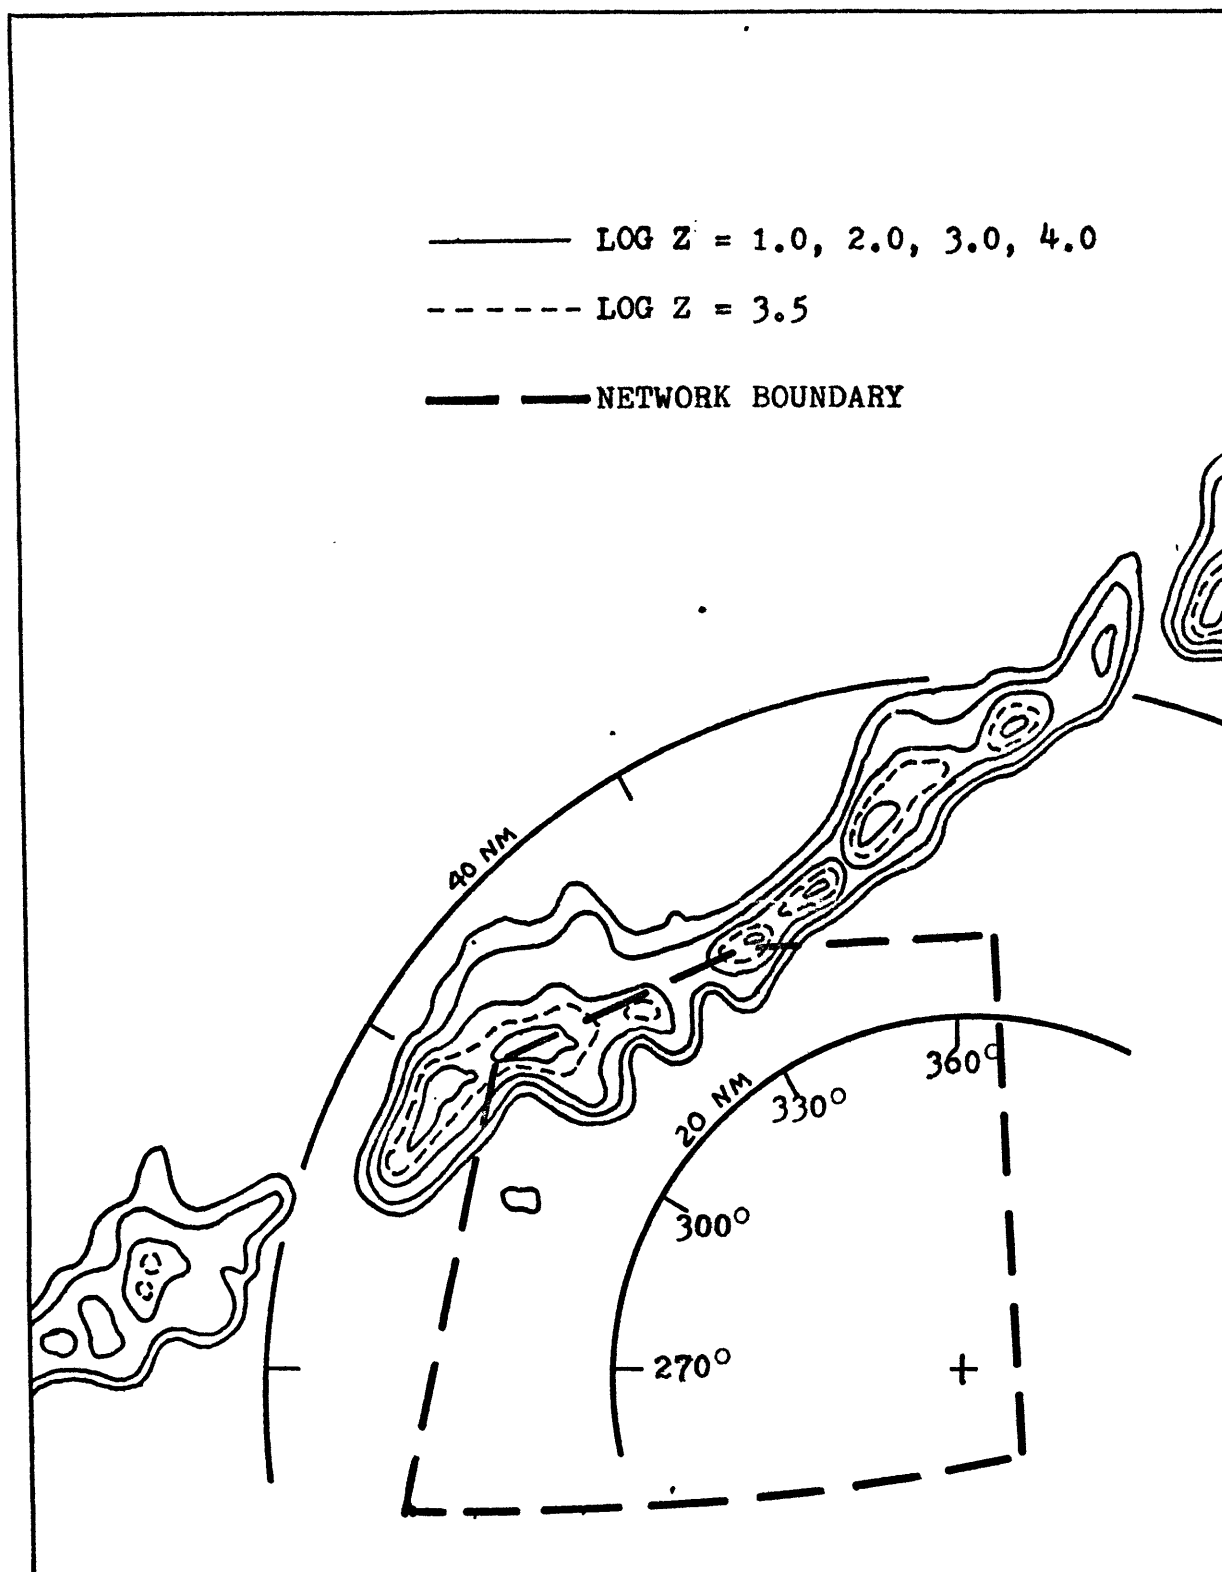 LOG Z = 1.0, 2.0, 3.0, 4.0
LOG Z = 3.5
NETWORK BOUNDARY
40 NM
20 NM
360°
330°
300°
270°